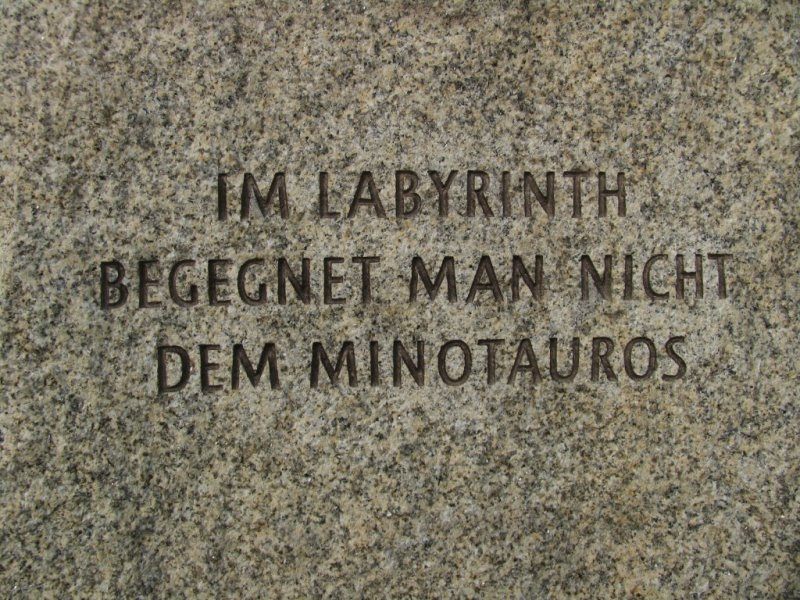 IM LABYRINTH
BEGEGNET MAN NICHT
DEM MINOTAUROS